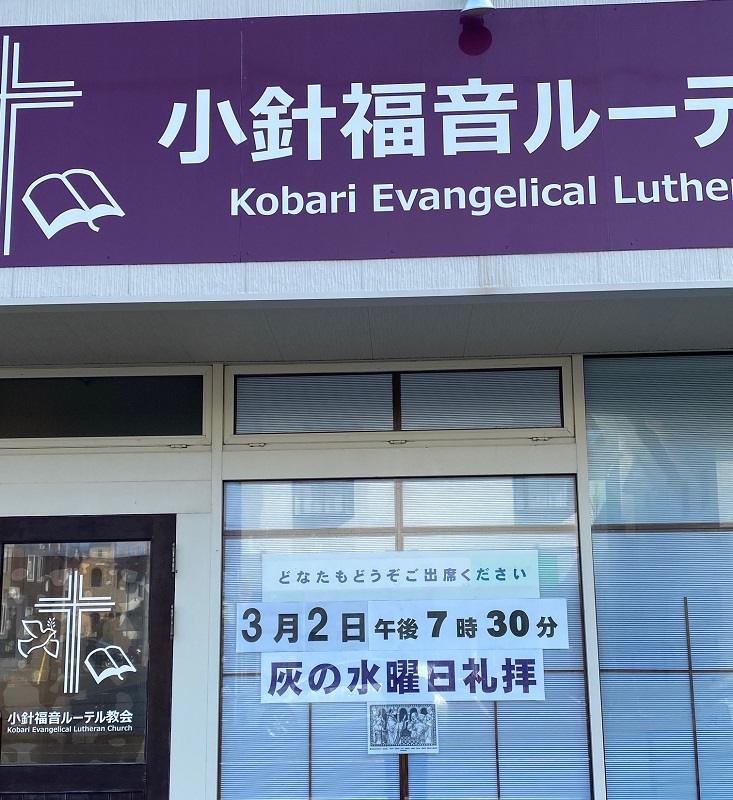 小針福音ルーテ
Kobari Evangelical Luther
どなたもどうぞご出席ください
3月2日 午後7時30分
灰の水曜日礼拝
小針福音ルーテル教会
Kobari Evangelical Lutheran Church